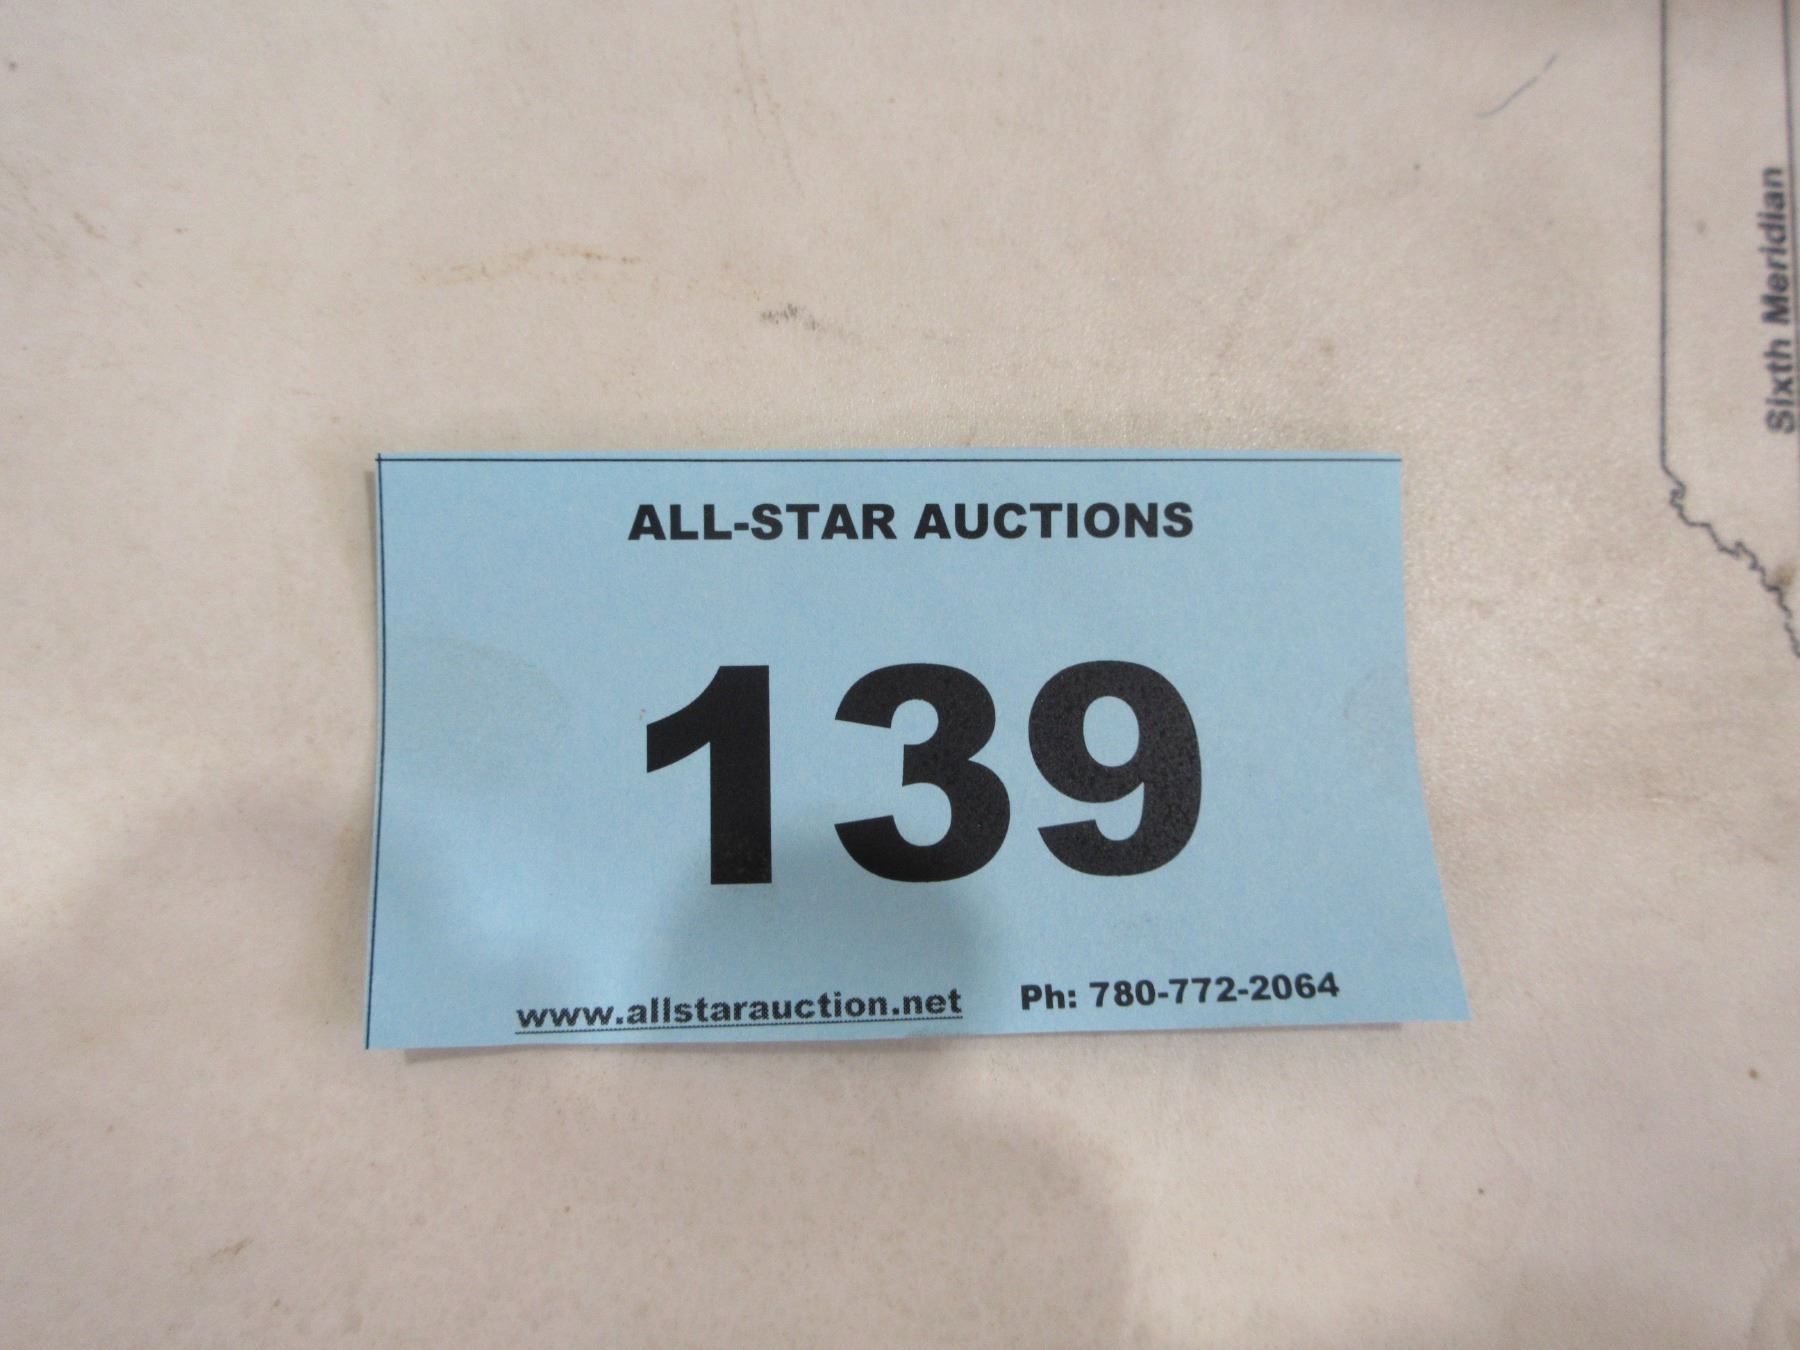 ALL-STAR AUCTIONS
139
www.allstarauction.net Ph: 780-772-2064
Sixth Meridian